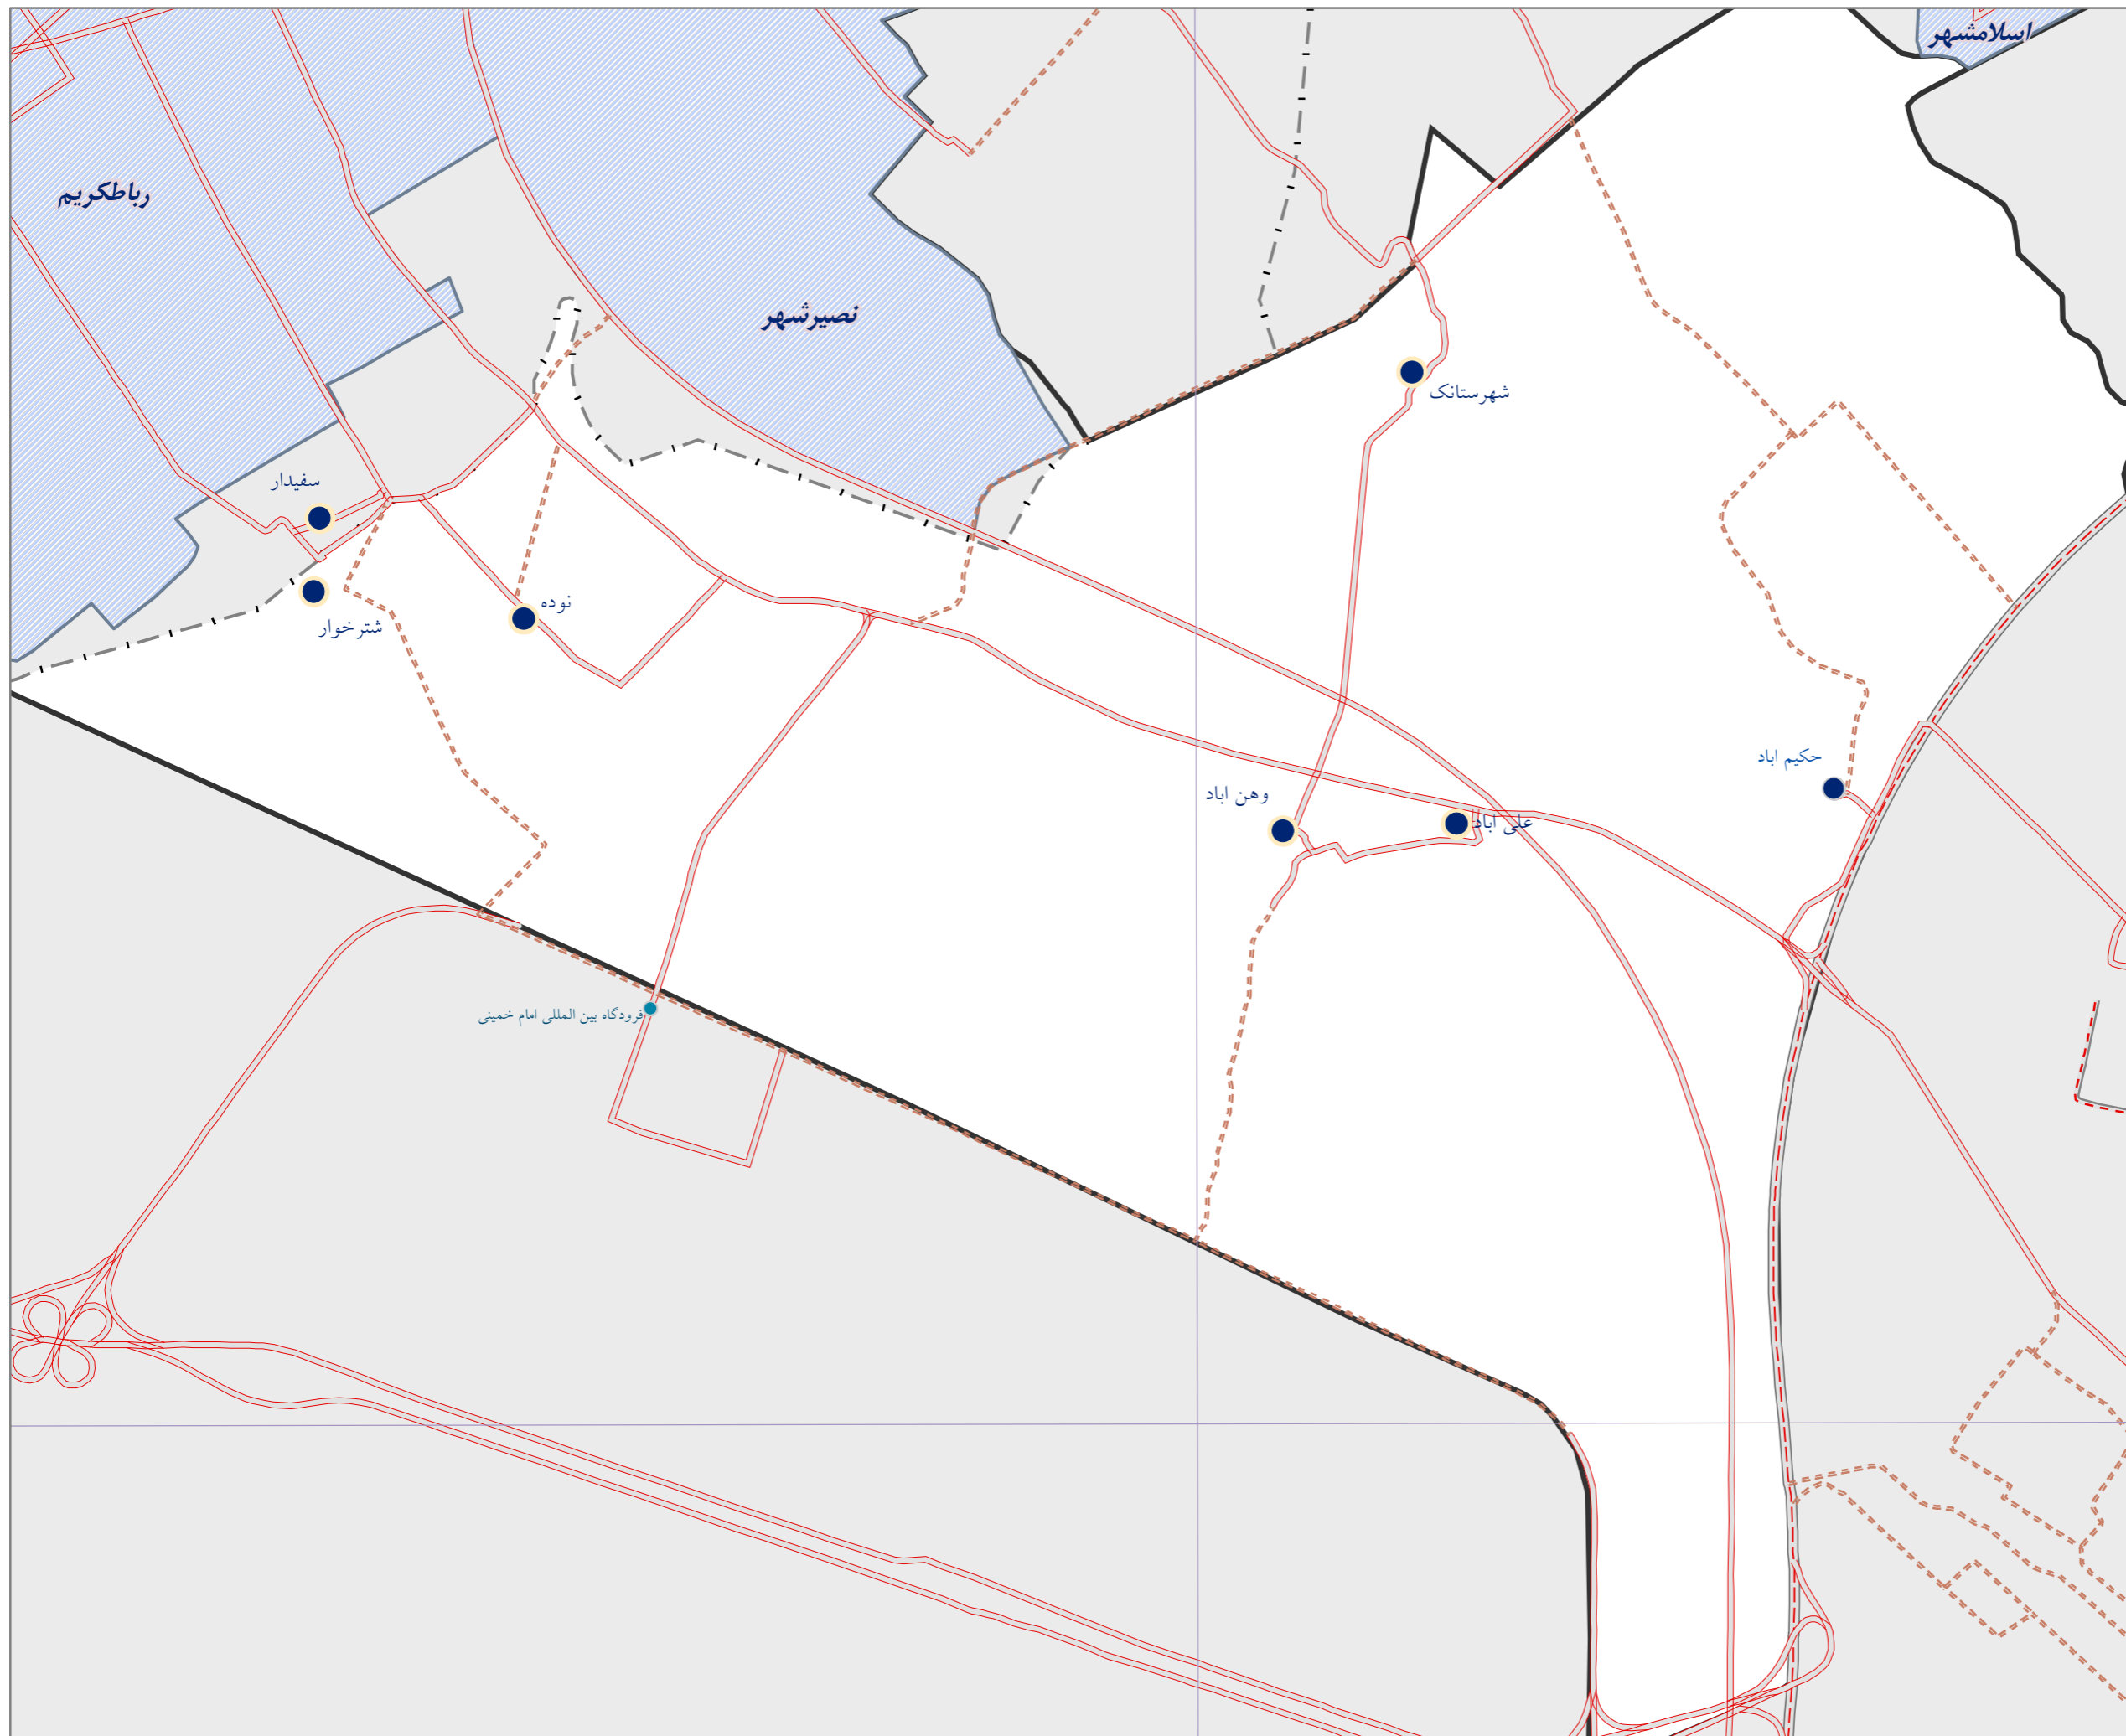 اسلامشهر
رباطکریم
نصیرشهر
شهرستانک
سفیدار
نوده
شترخوار
حکیم اباد
وهن اباد
علی اباد
فرودگاه بین المللی امام خمینی